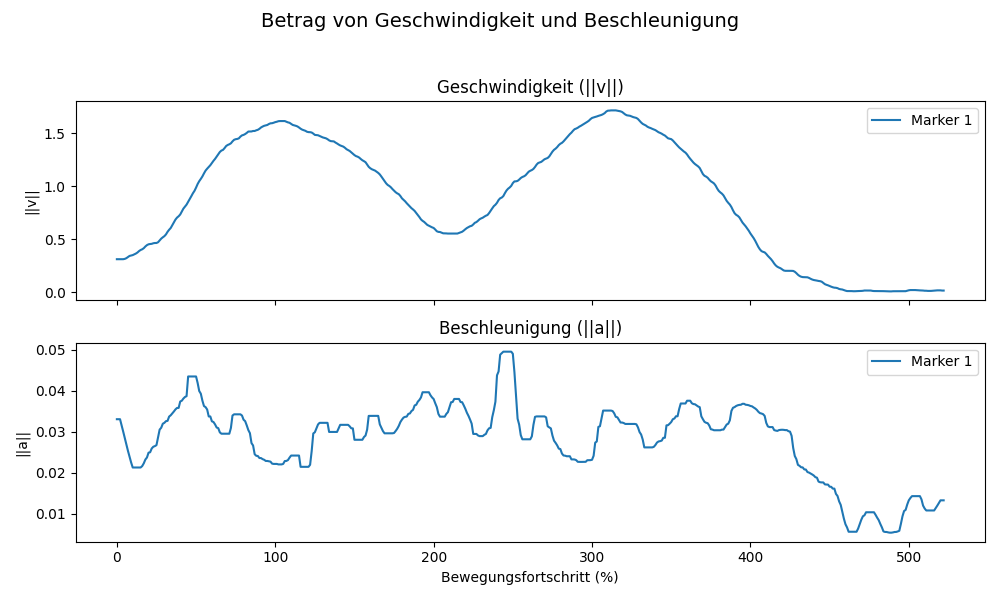 Betrag von Geschwindigkeit und Beschleunigung
Geschwindigkeit (||v||)
Marker 1
||v||
1.5
1.0
0.5
0.0
Beschleunigung (||a||)
Marker 1
||a||
0.05
0.04
0.03
0.02
0.01
0 100 200 300 400 500
Bewegungsfortschritt (%)